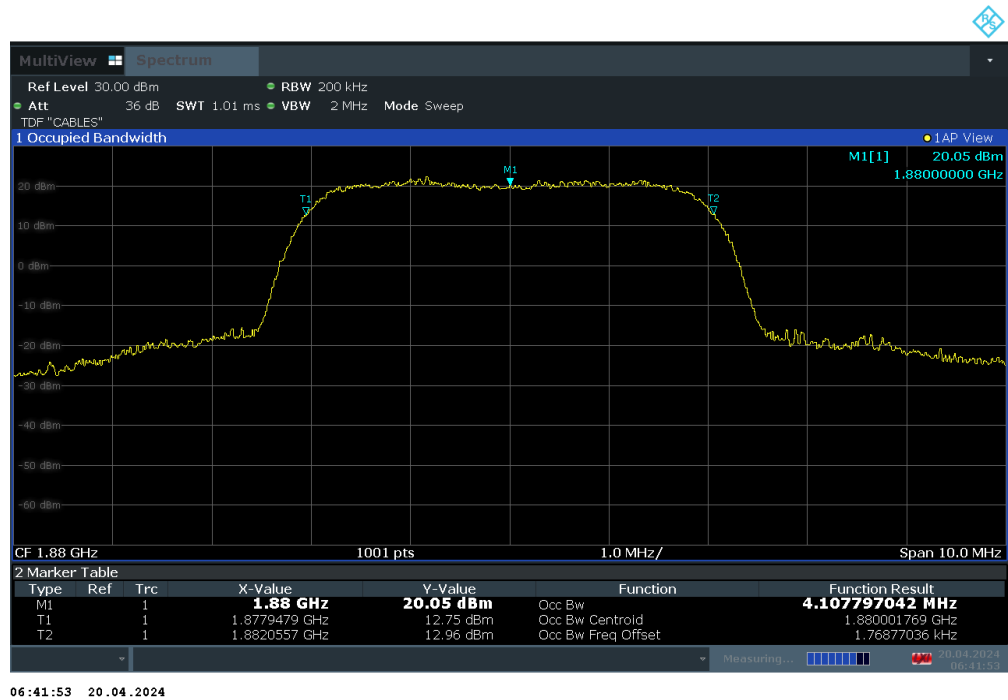 R&S
MultiView Spectrum
Ref Level 30.00 dBm RBW 200 kHz
Att 36 dB SWT 1.01 ms VBW 2 MHz Mode Sweep
TDF "CABLES"
1 Occupied Bandwidth 1AP View
M1[1] 20.05 dBm
1.88000000 GHz
M1
20 dBm
T1 T2
10 dBm
0 dBm
-10 dBm
-20 dBm
-30 dBm
-40 dBm
-50 dBm
-60 dBm
CF 1.88 GHz 1001 pts 1.0 MHz/ Span 10.0 MHz
2 Marker Table
Type Ref Trc X-Value Y-Value Function Function Result
M1 1 1.88 GHz 20.05 dBm Occ Bw 4.107797042 MHz
T1 1 1.8779479 GHz 12.75 dBm Occ Bw Centroid 1.880001769 GHz
T2 1 1.8820557 GHz 12.96 dBm Occ Bw Freq Offset 1.76877036 kHz
Measuring... 20.04.2024
06:41:53
06:41:53 20.04.2024